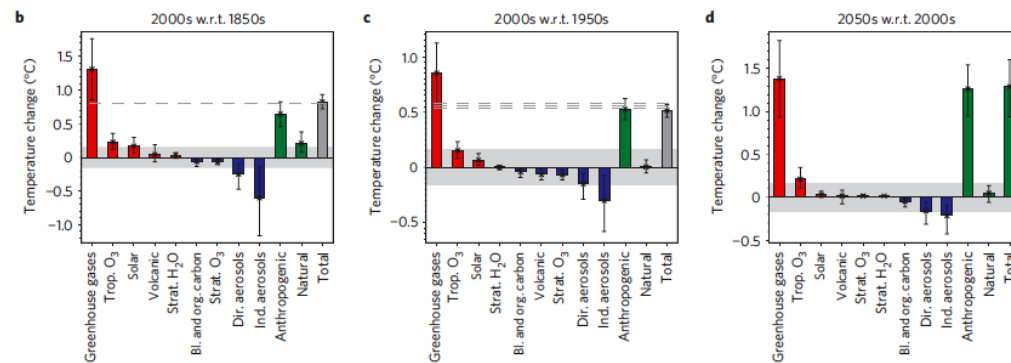 b 2000s w.r.t. 1850s
Temperature change (°C)
1.5
1.0
0.5
0
−0.5
−1.0
Greenhouse gases
Trop. O3
Solar
Volcanic
Strat. H2O
Bl. and org. carbon
Strat. O3
Dir. aerosols
Ind. aerosols
Anthropogenic
Natural
Total
c 2000s w.r.t. 1950s
Temperature change (°C)
1.0
0.5
0
−0.5
Greenhouse gases
Trop. O3
Solar
Strat. H2O
Bl. and org. carbon
Volcanic
Strat. O3
Dir. aerosols
Ind. aerosols
Anthropogenic
Natural
Total
d 2050s w.r.t. 2000s
Temperature change (°C)
1.5
1.0
0.5
0
−0.5
Greenhouse gases
Trop. O3
Solar
Volcanic
Strat. O3
Strat. H2O
Bl. and org. carbon
Dir. aerosols
Ind. aerosols
Anthropogenic
Natural
Total